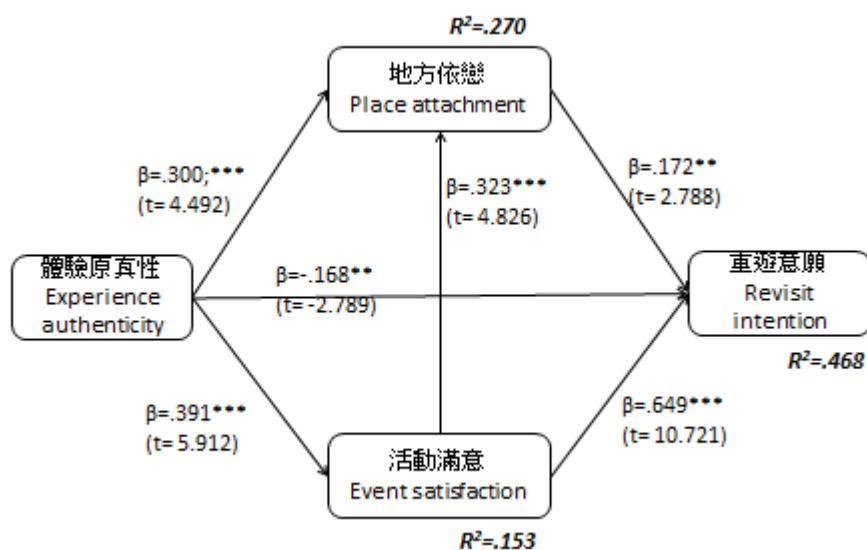 R²=.270
地方依戀
Place attachment
β=.300;***
(t= 4.492)
β=.323***
(t= 4.826)
β=.172**
(t= 2.788)
體驗原真性
Experience
authenticity
β=-.168**
(t= -2.789)
重遊意願
Revisit
intention
R²=.468
β=.391***
(t= 5.912)
β=.649***
(t= 10.721)
活動滿意
Event satisfaction
R²=.153